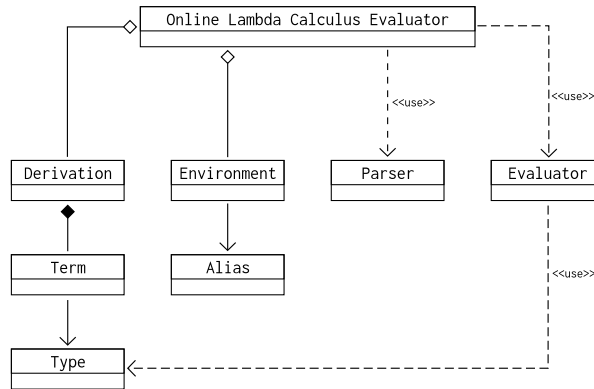 Online Lambda Calculus Evaluator
<<use>>
<<use>>
Derivation
Environment
Parser
Evaluator
Term
Alias
<<use>>
Type